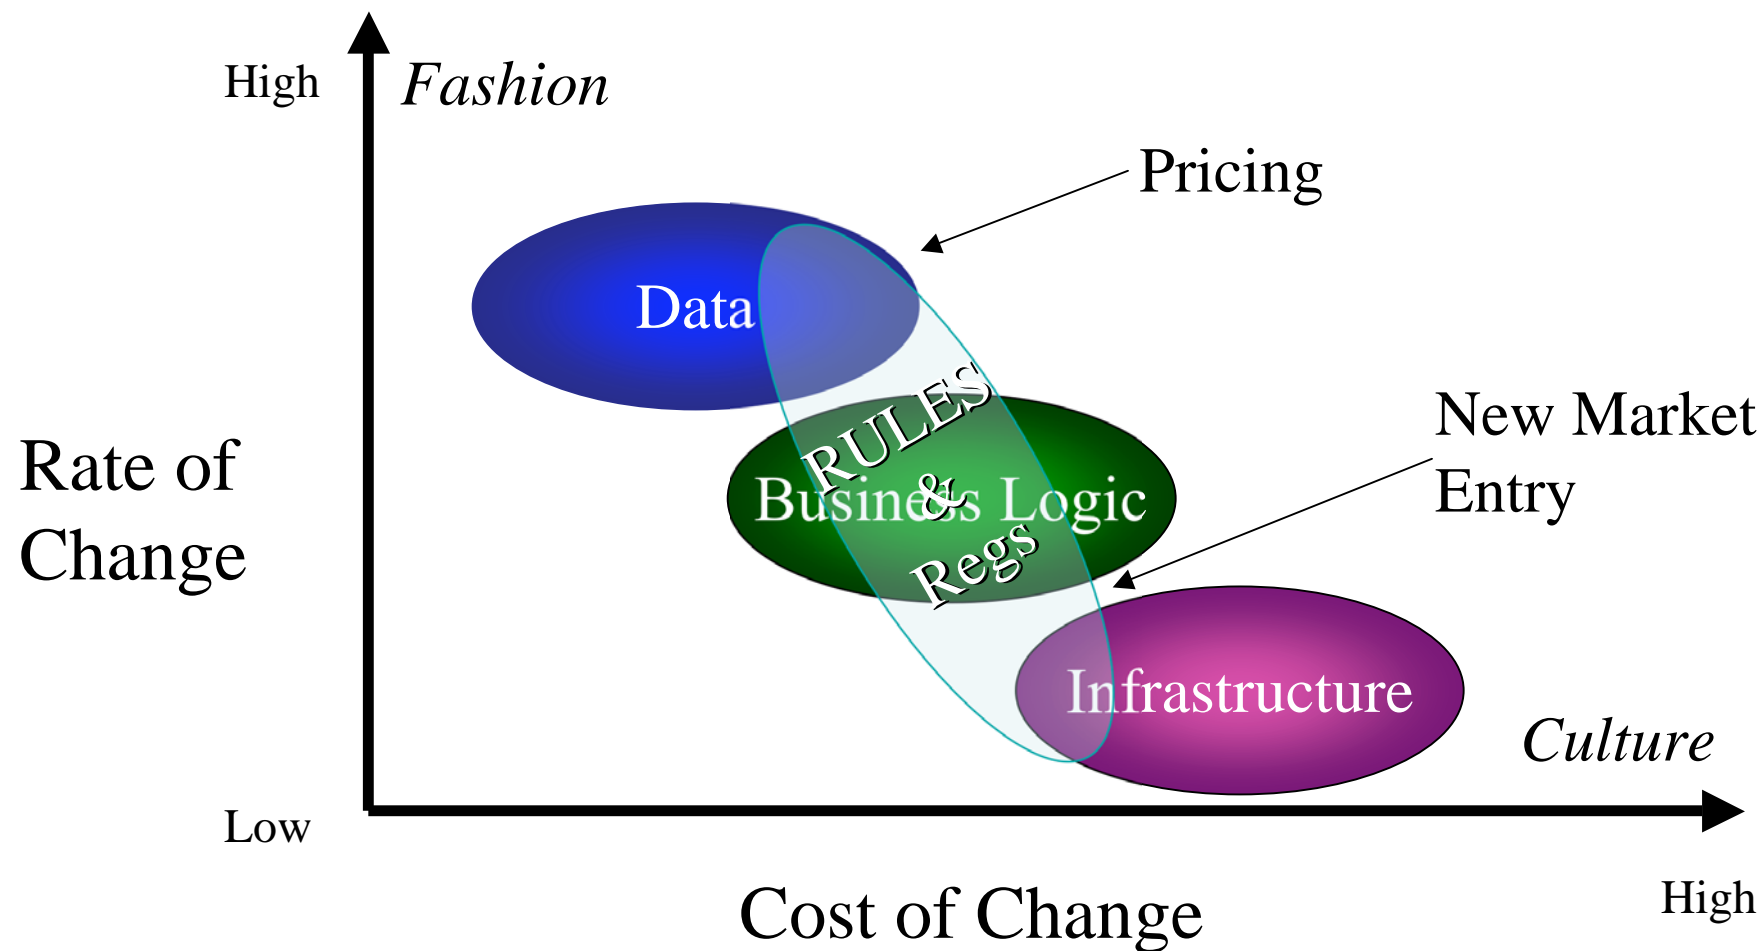 High
Fashion
Pricing
Data
RULES
&
Regs
Business Logic
New Market
Entry
Rate of
Change
Infrastructure
Culture
Low
High
Cost of Change